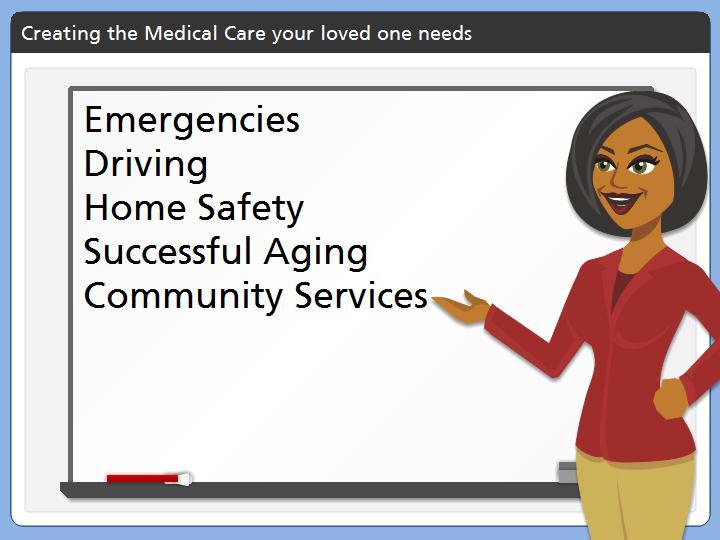 Creating the Medical Care your loved one needs
Emergencies
Driving
Home Safety
Successful Aging
Community Services